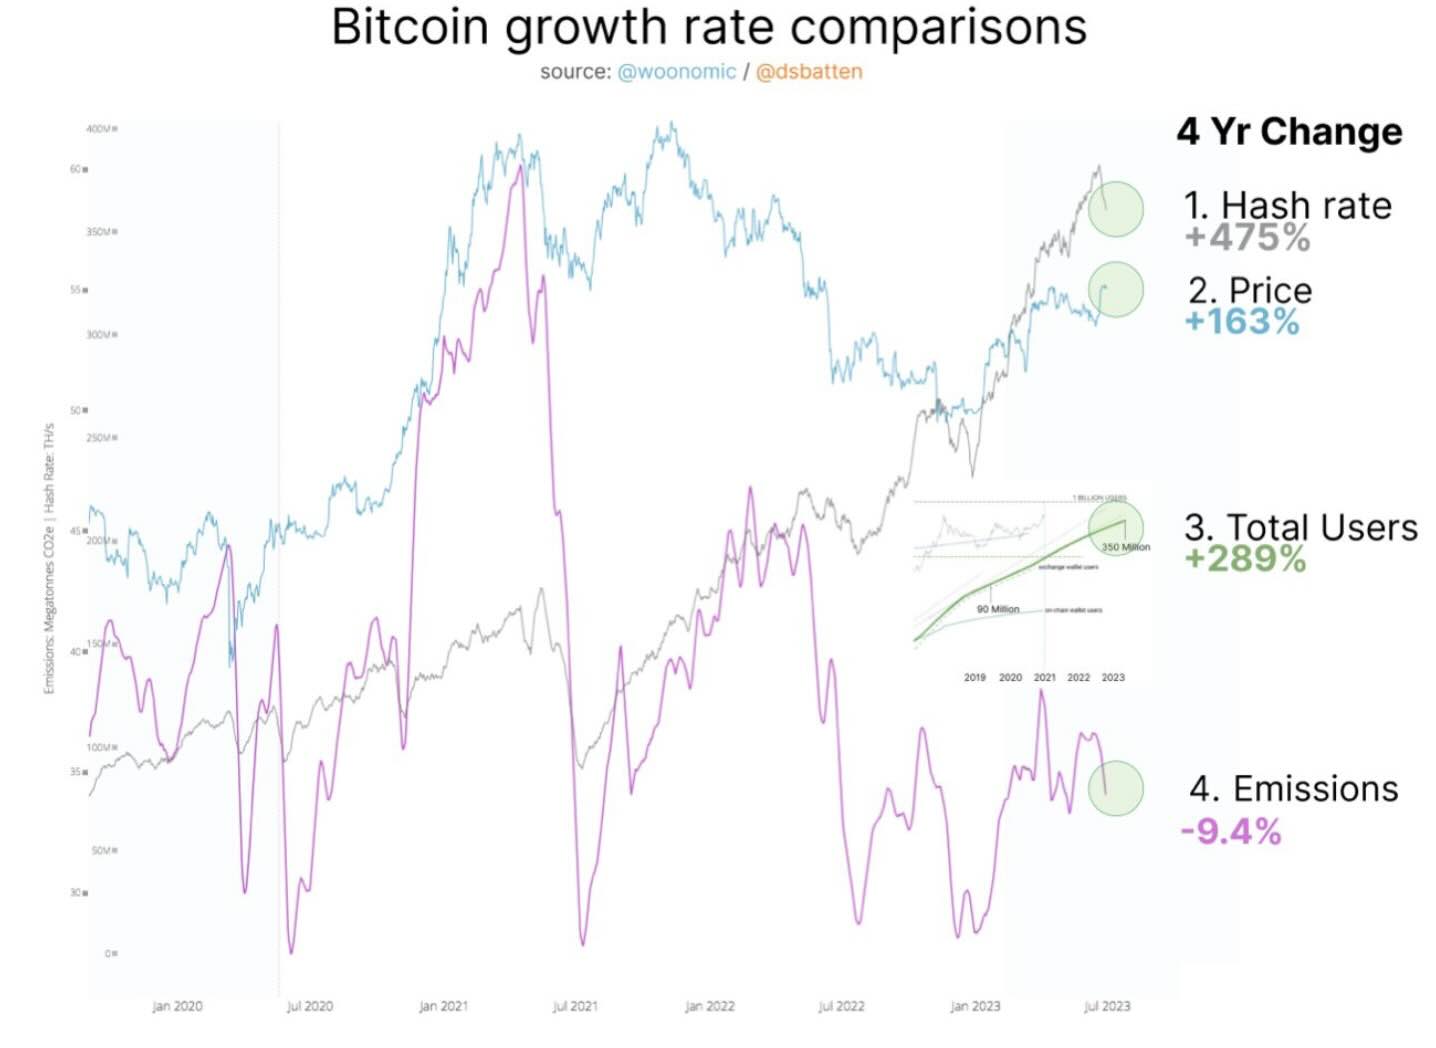 Bitcoin growth rate comparisons
source: @woonomic / @dsbatten
4 Yr Change
1. Hash rate
+475%
2. Price
+163%
3. Total Users
+289%
4. Emissions
-9.4%
Emissions: Megatonnes CO2e | Hash Rate: TH/s
400M
60
350M
55
300M
50
250M
45
200M
40
150M
100M
35
50M
30
0
1 BILLION USERS
350 Million
exchange wallet users
90 Million
on-chain wallet users
2019 2020 2021 2022 2023
Jan 2020 Jul 2020 Jan 2021 Jul 2021 Jan 2022 Jul 2022 Jan 2023 Jul 2023